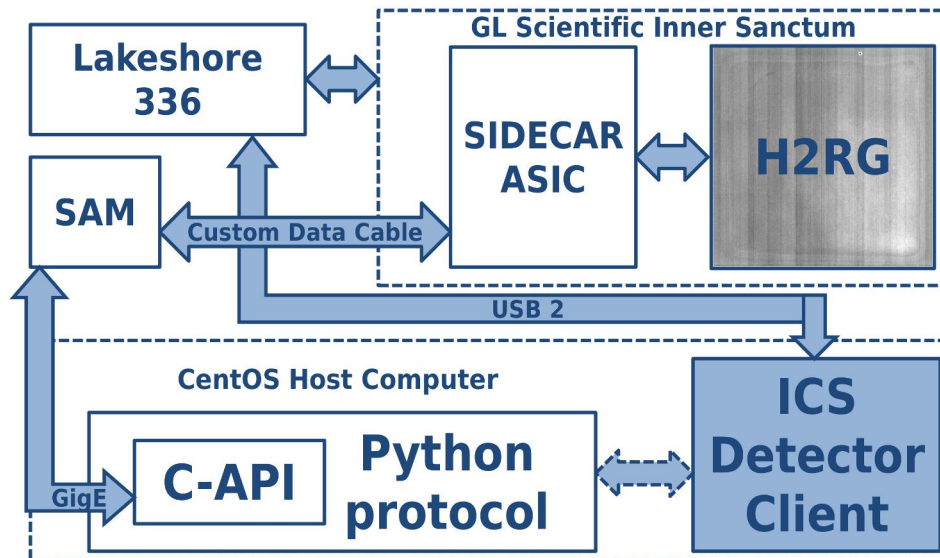 GL Scientific Inner Sanctum
Lakeshore
336
SIDECAR
ASIC
H2RG
SAM
Custom Data Cable
USB 2
CentOS Host Computer
ICS
Detector
Client
Python
protocol
C-API
GigE